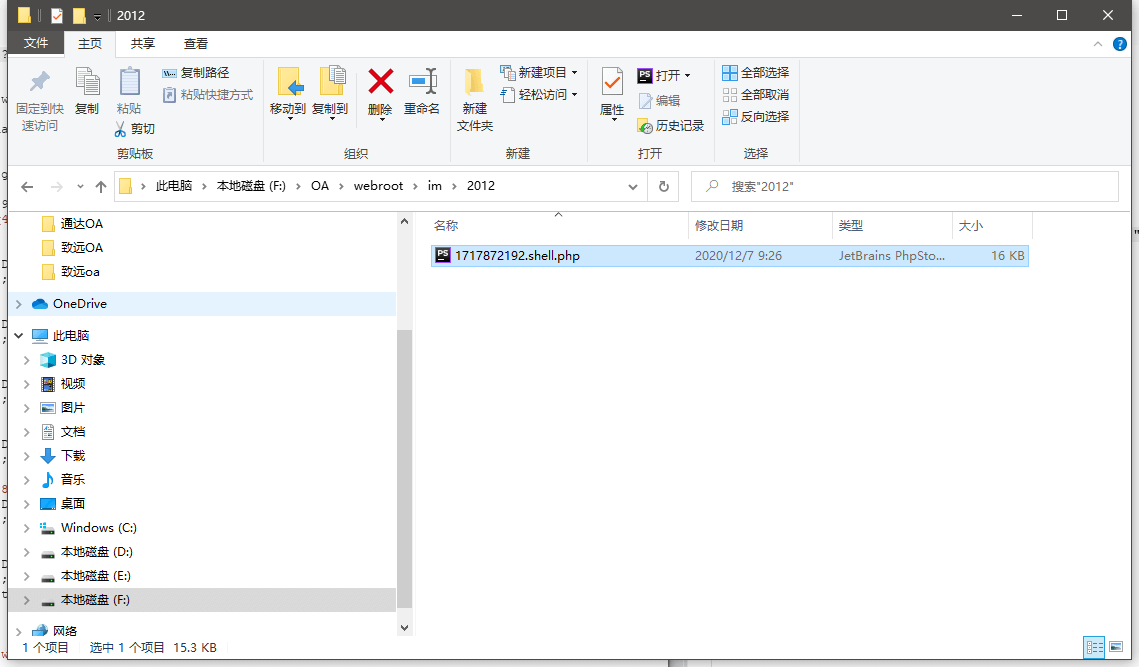 2012
文件 主页 共享 查看
固定到快速访问
复制
粘贴
复制路径
粘贴快捷方式
剪切
剪贴板
移动到 复制到 删除 重命名
组织
新建文件夹
新建项目
轻松访问
新建
属性
打开
编辑
历史记录
打开
全部选择
全部取消
反向选择
选择
此电脑 › 本地磁盘 (F:) › OA › webroot › im › 2012
搜索"2012"
通达OA
致远OA
致远oa
OneDrive
此电脑
3D 对象
视频
图片
文档
下载
音乐
桌面
Windows (C:)
本地磁盘 (D:)
本地磁盘 (E:)
本地磁盘 (F:)
网络
名称 修改日期 类型 大小
PS 1717872192.shell.php 2020/12/7 9:26 JetBrains PhpSto... 16 KB
1 个项目 选中 1 个项目 15.3 KB